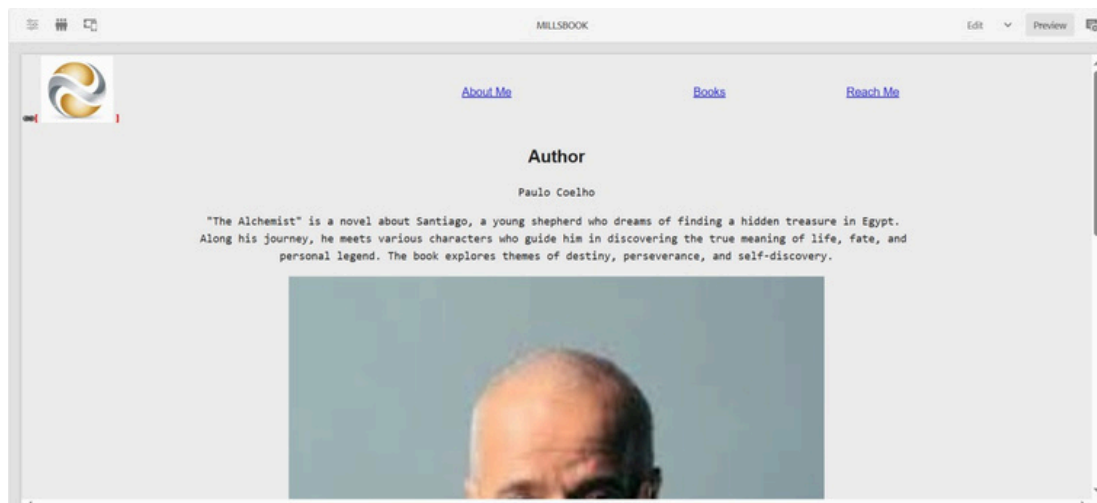 MILLSBOOK
Edit
Preview
About Me
Books
Reach Me
Author
Paulo Coelho
"The Alchemist" is a novel about Santiago, a young shepherd who dreams of finding a hidden treasure in Egypt.
Along his journey, he meets various characters who guide him in discovering the true meaning of life, fate, and
personal legend. The book explores themes of destiny, perseverance, and self-discovery.